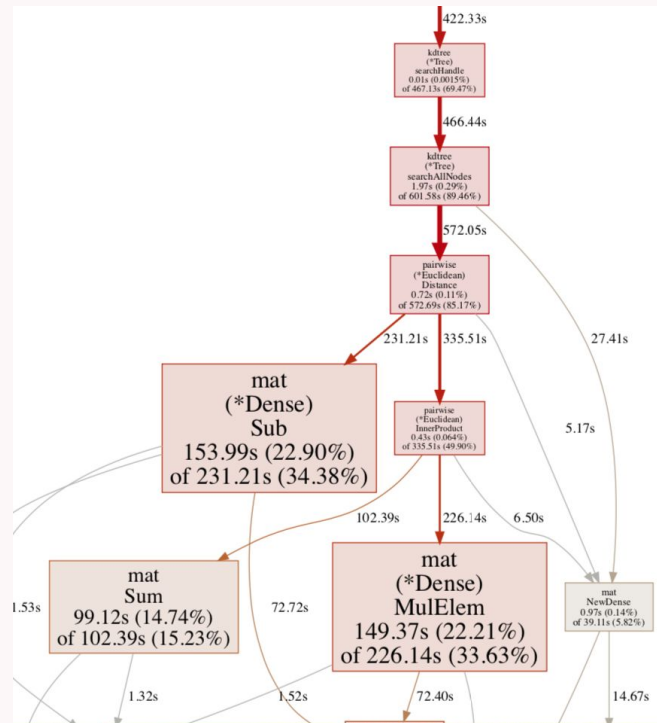 422.33s
kdtree
(*Tree)
searchHandle
0.01s (0.0015%)
of 467.13s (69.47%)
466.44s
kdtree
(*Tree)
searchAllNodes
1.97s (0.29%)
of 601.58s (89.46%)
572.05s
pairwise
(*Euclidean)
Distance
0.72s (0.11%)
of 572.69s (85.17%)
231.21s
335.51s
27.41s
mat
(*Dense)
Sub
153.99s (22.90%)
of 231.21s (34.38%)
pairwise
(*Euclidean)
InnerProduct
0.43s (0.064%)
of 335.51s (49.90%)
5.17s
102.39s
226.14s
6.50s
mat
Sum
99.12s (14.74%)
of 102.39s (15.23%)
mat
(*Dense)
MulElem
149.37s (22.21%)
of 226.14s (33.63%)
mat
NewDense
0.97s (0.14%)
of 39.11s (5.82%)
1.53s
72.72s
1.32s
1.52s
72.40s
14.67s